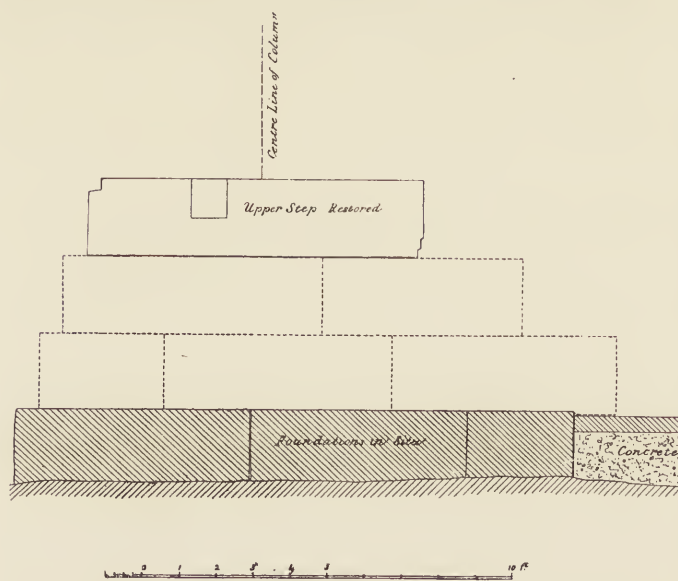 Centre Line of Column
Upper Step Restored.
Foundations in Situ
Concrete
0 1 2 3 4 5 10 ft